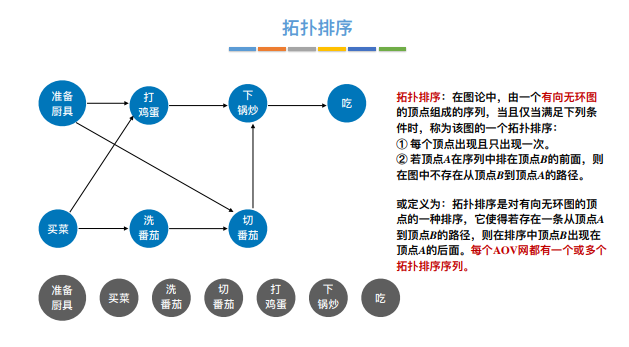 拓扑排序
准备
厨具
打
鸡蛋
下
锅炒
吃
买菜
洗
番茄
切
番茄
准备
厨具
买菜
洗
番茄
切
番茄
打
鸡蛋
下
锅炒
吃
拓扑排序：在图论中，由一个有向无环图
的顶点组成的序列，当且仅当满足下列条
件时，称为该图的一个拓扑排序：
① 每个顶点出现且只出现一次。
② 若顶点A在序列中排在顶点B的前面，则
在图中不存在从顶点B到顶点A的路径。
或定义为：拓扑排序是对有向无环图的顶
点的一种排序，它使得若存在一条从顶点A
到顶点B的路径，则在排序中顶点B出现在
顶点A的后面。每个AOV网都有一个或多个
拓扑排序序列。